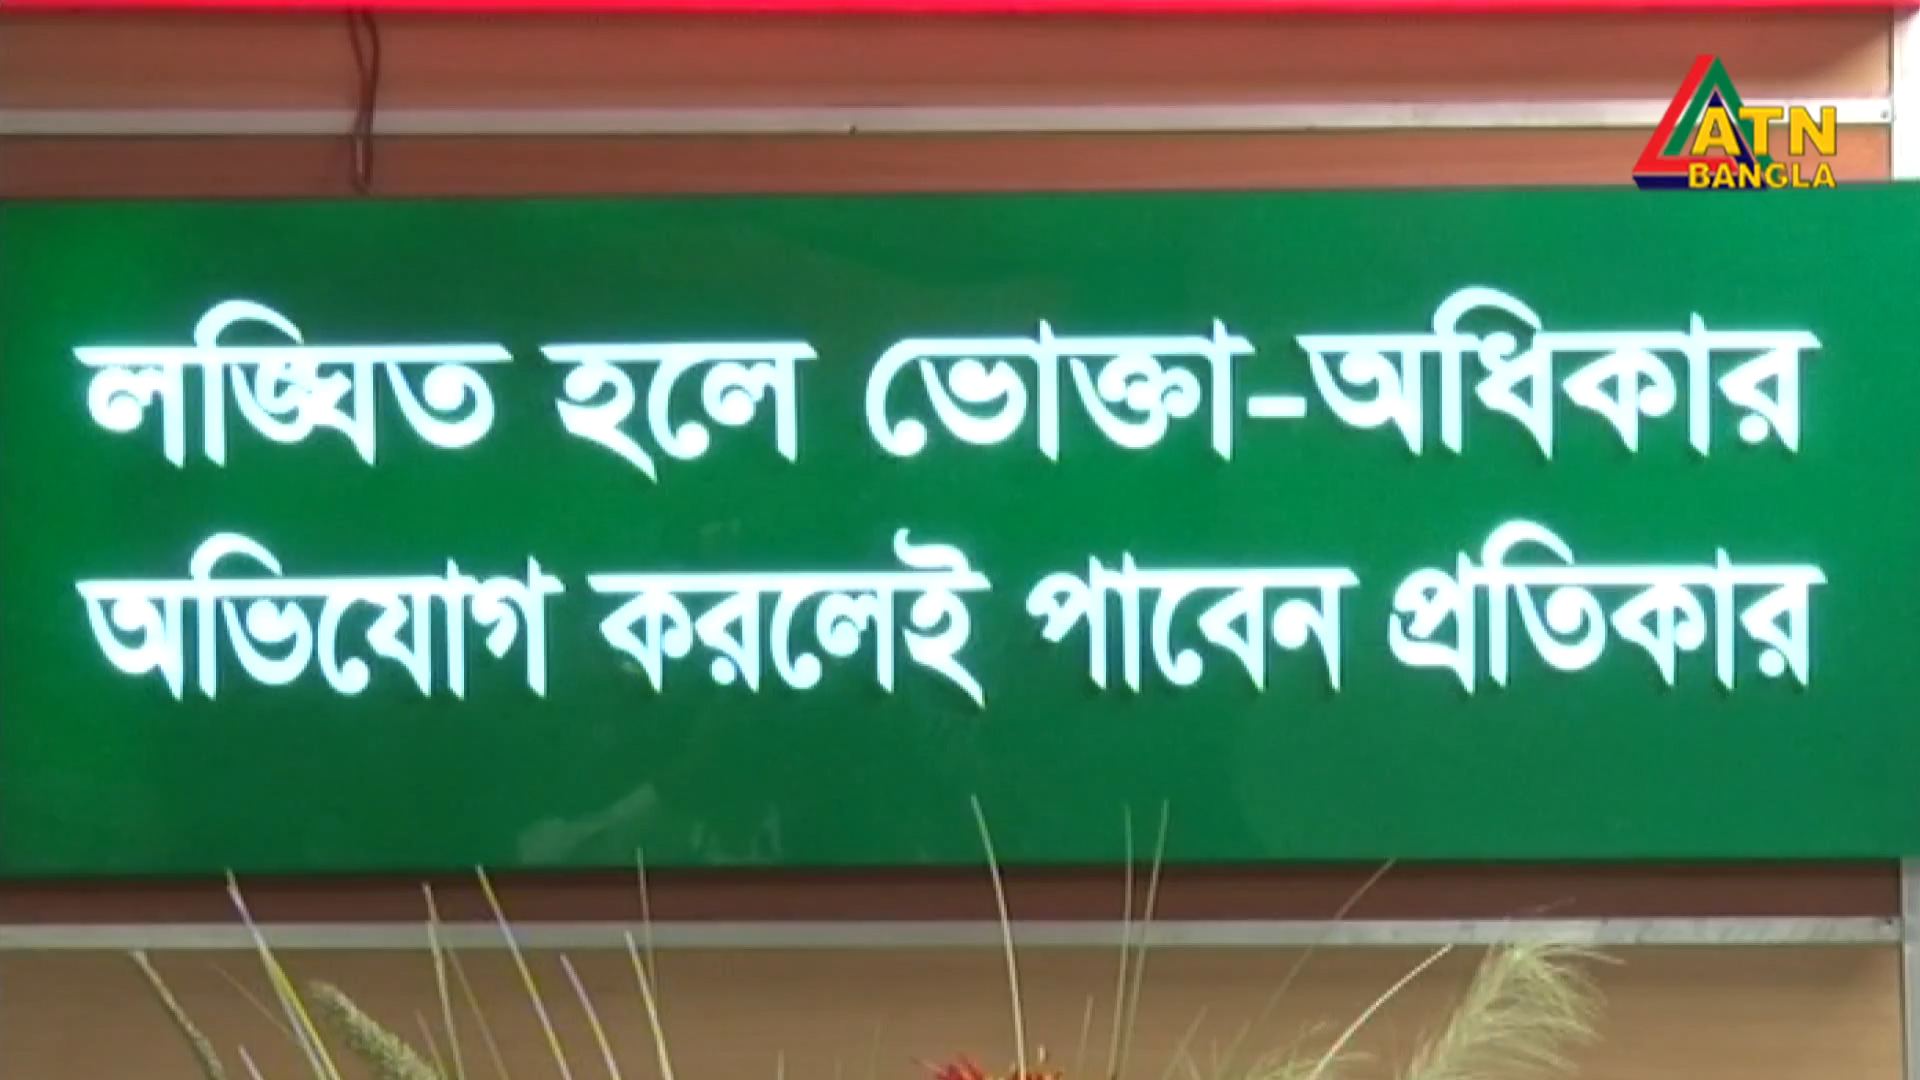 ATN
BANGLA
লঙ্ঘিত হলে ভোক্তা-অধিকার
অভিযোগ করলেই পাবেন প্রতিকার